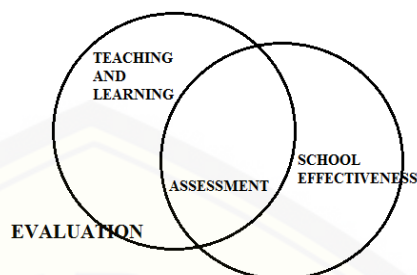 TEACHING
AND
LEARNING
SCHOOL
EFFECTIVENESS
ASSESSMENT
EVALUATION